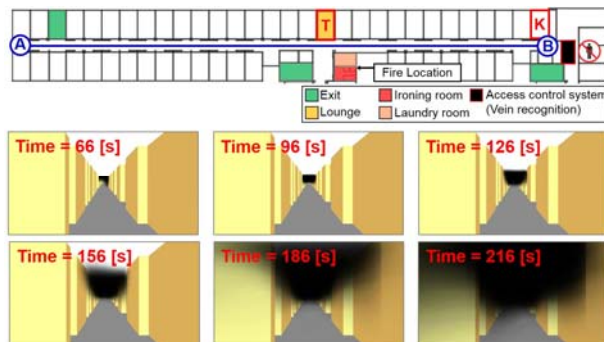 T
K
A
B
Fire Location
Exit
Ironing room
Access control system
Lounge
Laundry room
(Vein recognition)
Time = 66 [s]
Time = 96 [s]
Time = 126 [s]
Time = 156 [s]
Time = 186 [s]
Time = 216 [s]